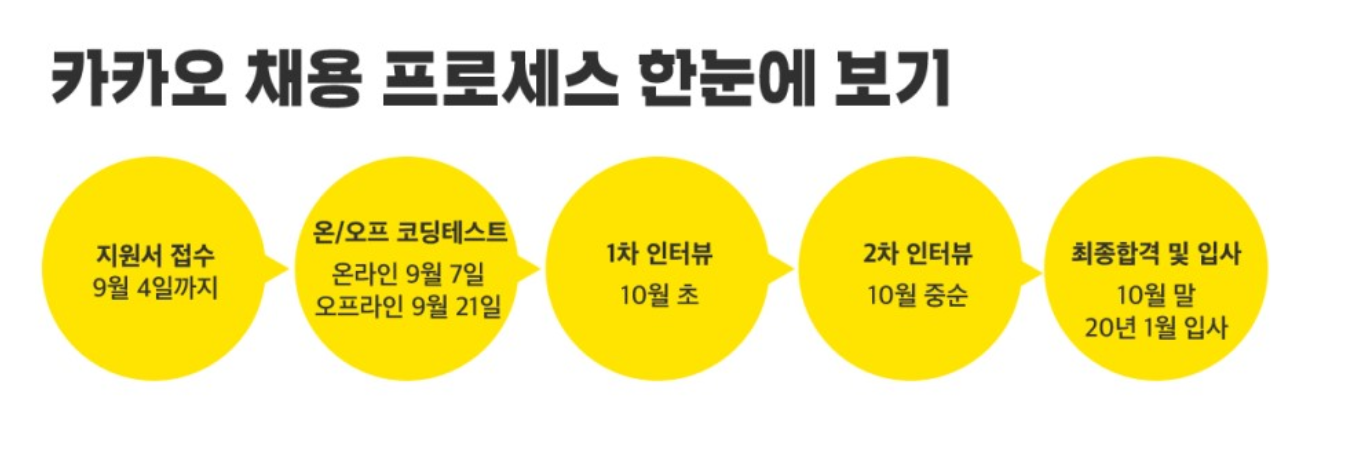 카카오 채용 프로세스 한눈에 보기
지원서 접수
9월 4일까지
온/오프 코딩테스트
온라인 9월 7일
오프라인 9월 21일
1차 인터뷰
10월 초
2차 인터뷰
10월 중순
최종합격 및 입사
10월 말
20년 1월 입사